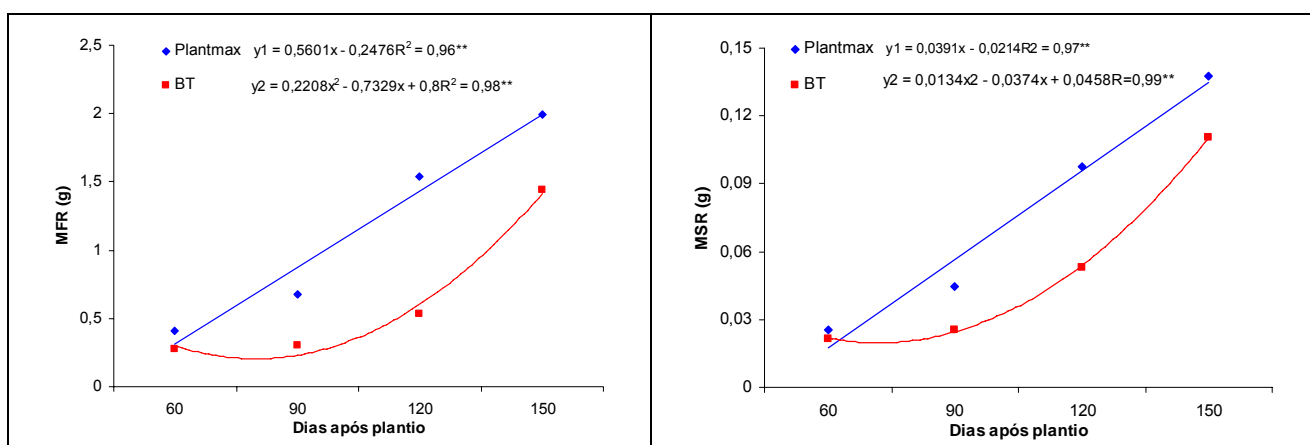 2,5
2
1,5
1
0,5
0
MFR (g)
Plantmax y1 = 0,5601x - 0,2476R² = 0,96**
BT y2 = 0,2208x² - 0,7329x + 0,8R² = 0,98**
60 90 120 150
Dias após plantio
0,15
0,12
0,09
0,06
0,03
0
MSR (g)
Plantmax y1 = 0,0391x - 0,0214R2 = 0,97**
BT y2 = 0,0134x2 - 0,0374x + 0,0458R=0,99**
60 90 120 150
Dias após plantio